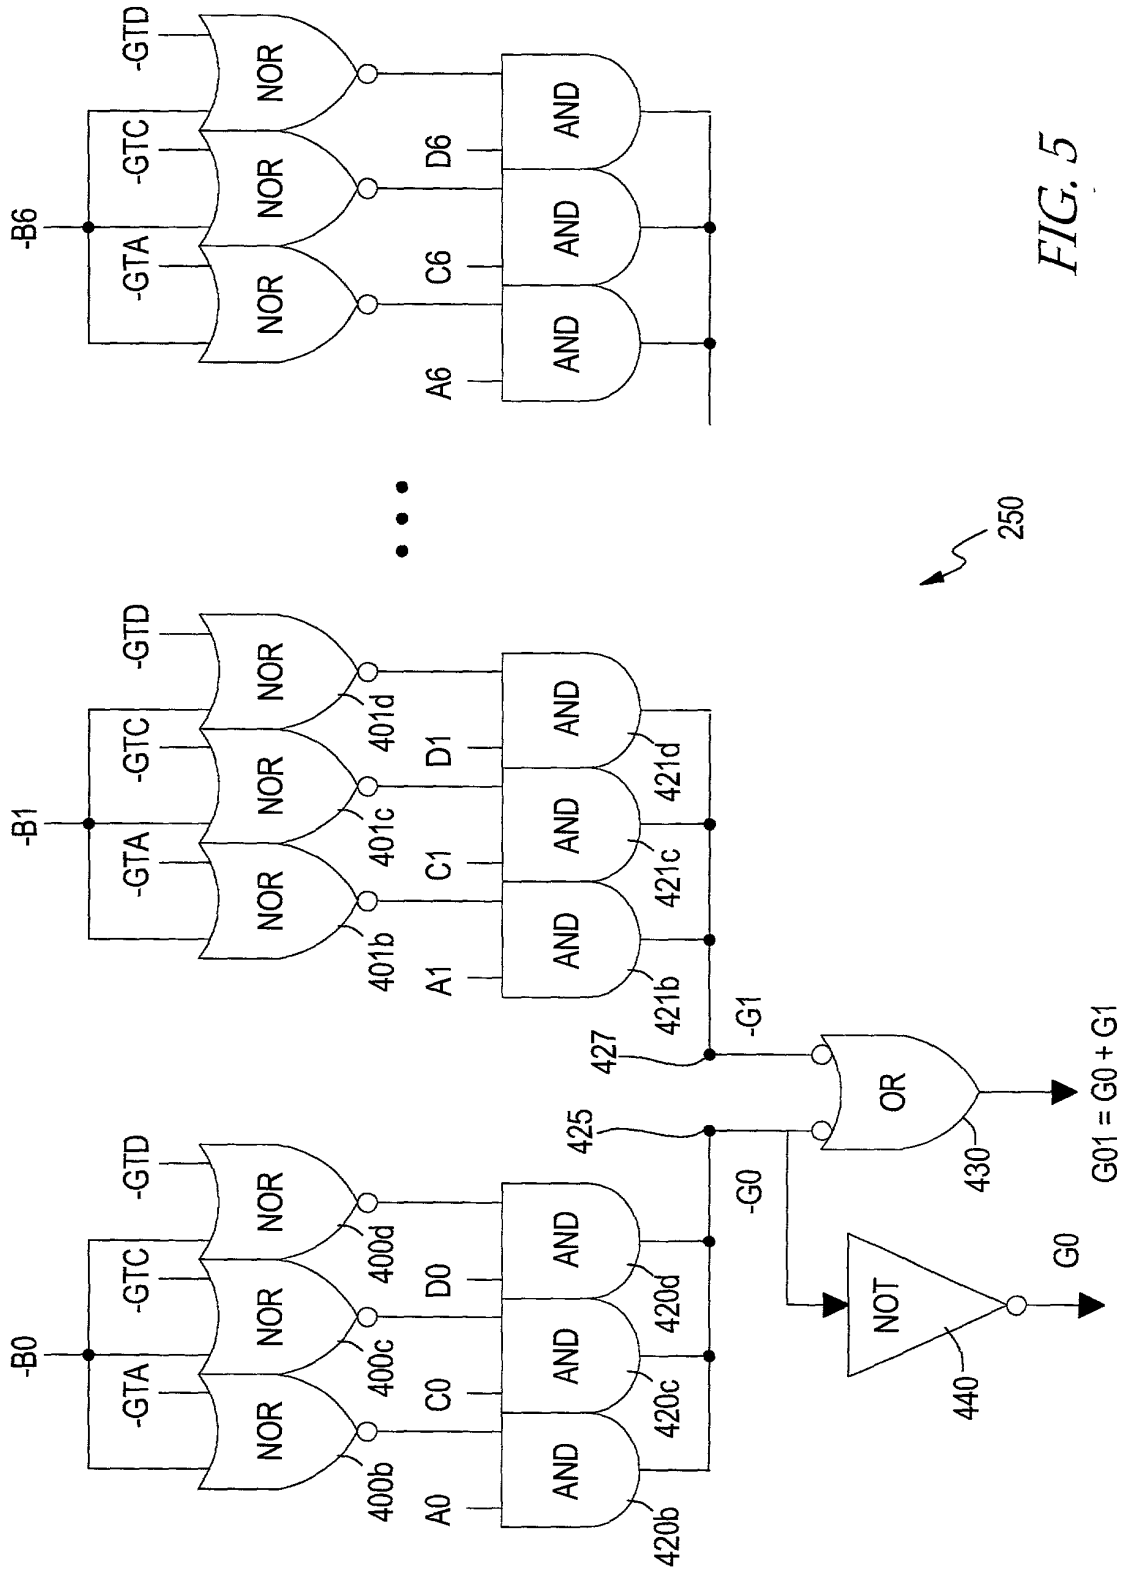 -B0
-GTA
-GTC
-GTD
NOR
NOR
NOR
400b
400c
400d
A0
C0
D0
AND
AND
AND
420b
420c
420d
425
-G0
NOT
440
G0
-B1
-GTA
-GTC
-GTD
NOR
NOR
NOR
401b
401c
401d
A1
C1
D1
AND
AND
AND
421b
421c
421d
427
-G1
OR
430
G01 = G0 + G1
-B6
-GTA
-GTC
-GTD
NOR
NOR
NOR
A6
C6
D6
AND
AND
AND
250
FIG. 5